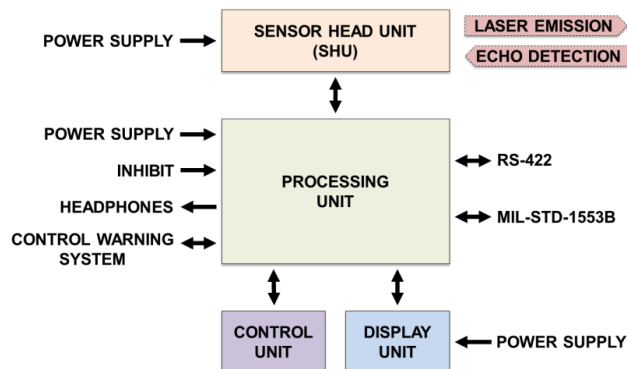 POWER SUPPLY
SENSOR HEAD UNIT
(SHU)
LASER EMISSION
ECHO DETECTION
POWER SUPPLY
INHIBIT
HEADPHONES
CONTROL WARNING
SYSTEM
PROCESSING
UNIT
RS-422
MIL-STD-1553B
CONTROL
UNIT
DISPLAY
UNIT
POWER SUPPLY